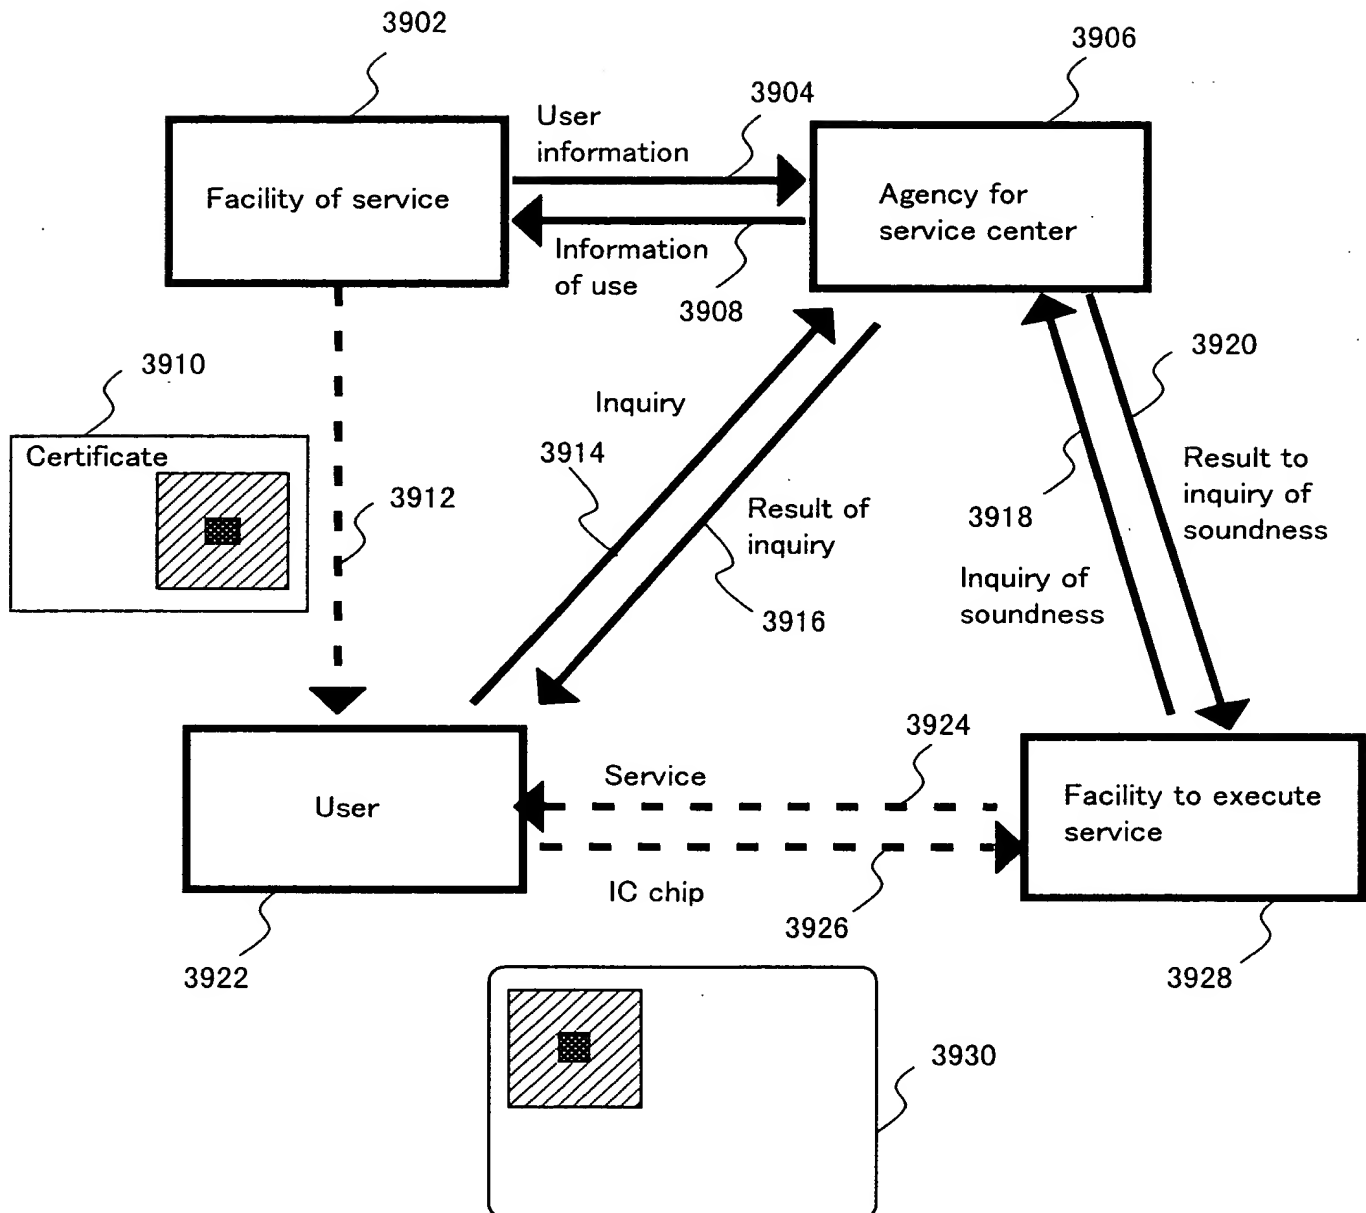 3902
3906
3904
User
information
Facility of service
Agency for
service center
Information
of use
3908
3910
3920
Inquiry
Certificate
3914
3912
Result to
inquiry of
soundness
3918
Result of
inquiry
Inquiry of
soundness
3916
3924
Service
Facility to execute
service
User
IC chip
3926
3922
3928
3930